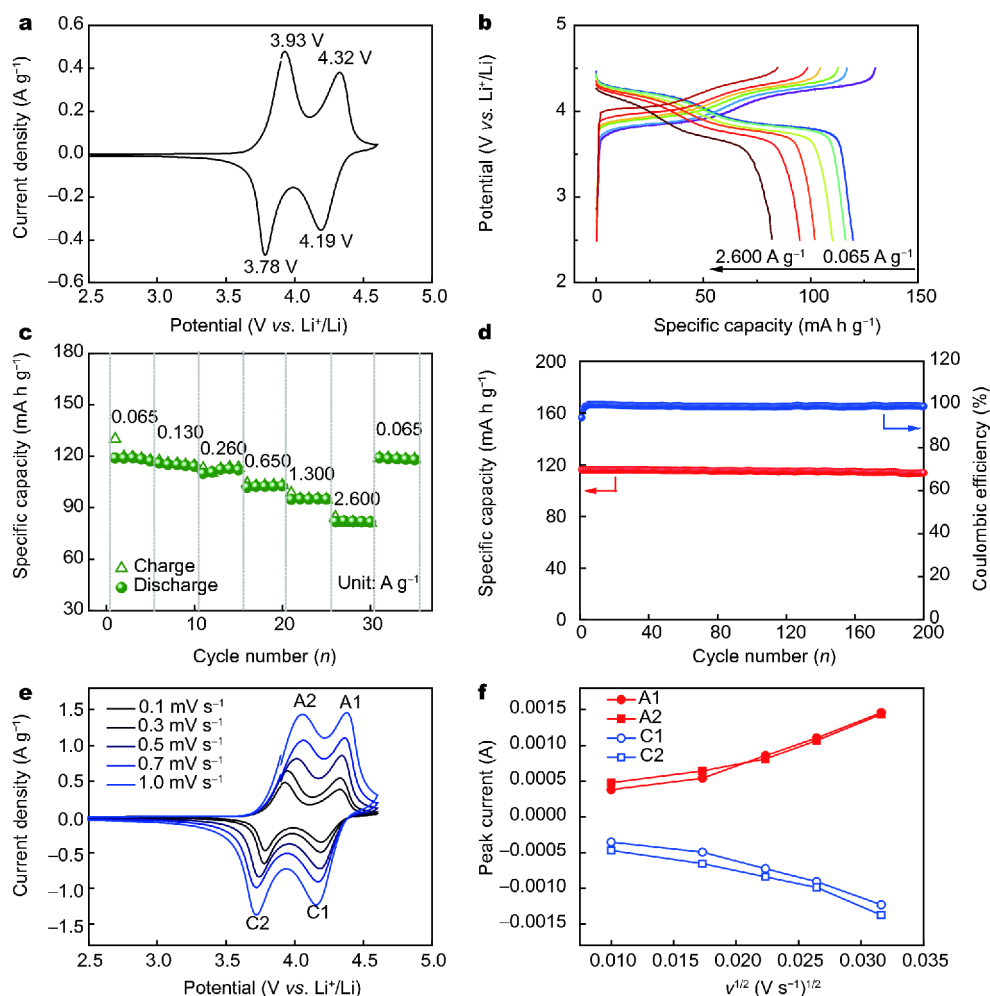 a
3.93 V
4.32 V
3.78 V
4.19 V
0.6
0.4
0.2
0.0
−0.2
−0.4
−0.6
2.5 3.0 3.5 4.0 4.5 5.0
Current density (A g⁻¹)
Potential (V vs. Li⁺/Li)
b
5
4
3
2
2.600 A g⁻¹ 0.065 A g⁻¹
0 50 100 150
Potential (V vs. Li⁺/Li)
Specific capacity (mA h g⁻¹)
c
180
150
120
90
60
30
0.065
0.130
0.260
0.650
1.300
2.600
0.065
Charge
Discharge
Unit: A g⁻¹
0 10 20 30
Specific capacity (mA h g⁻¹)
Cycle number (n)
d
200
160
120
80
40
0
120
100
80
60
40
20
0
0 40 80 120 160 200
Specific capacity (mA h g⁻¹)
Coulombic efficiency (%)
Cycle number (n)
e
0.1 mV s⁻¹
0.3 mV s⁻¹
0.5 mV s⁻¹
0.7 mV s⁻¹
1.0 mV s⁻¹
A2 A1
C2 C1
1.5
1.0
0.5
0.0
−0.5
−1.0
−1.5
2.5 3.0 3.5 4.0 4.5 5.0
Current density (A g⁻¹)
Potential (V vs. Li⁺/Li)
f
A1
A2
C1
C2
0.0015
0.0010
0.0005
0.0000
−0.0005
−0.0010
−0.0015
0.010 0.015 0.020 0.025 0.030 0.035
Peak current (A)
v¹ᐟ² (V s⁻¹)¹ᐟ²